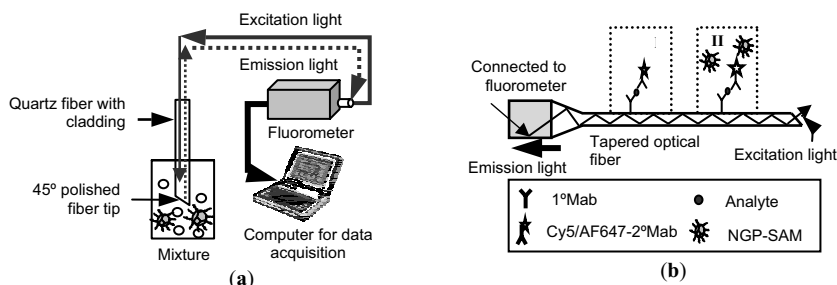 Excitation light
Emission light
Quartz fiber with
cladding
Fluorometer
45º polished
fiber tip
Mixture
Computer for data
acquisition
(a)
(b)
II
Connected to
fluorometer
Tapered optical
fiber
Emission light
Excitation light
1ºMab
Analyte
Cy5/AF647-2ºMab
NGP-SAM